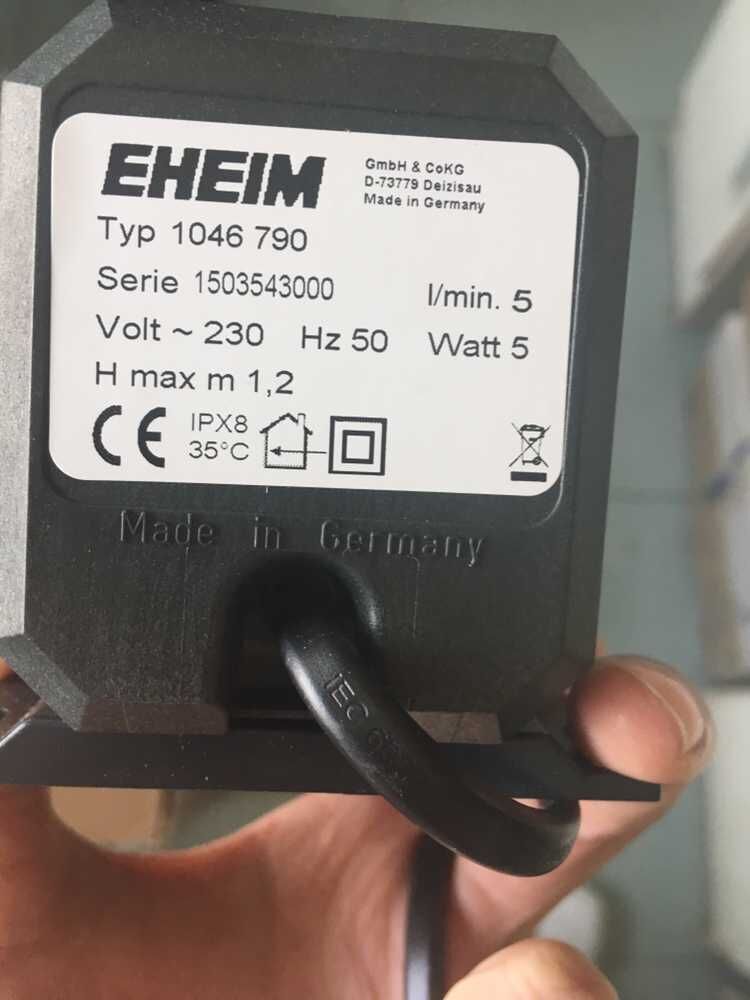 EHEIM
GmbH & CoKG
D-73779 Deizisau
Made in Germany
Typ 1046 790
Serie 1503543000
l/min. 5
Volt ~ 230 Hz 50 Watt 5
H max m 1,2
CE
IPX8
35°C
Made in Germany
IEC